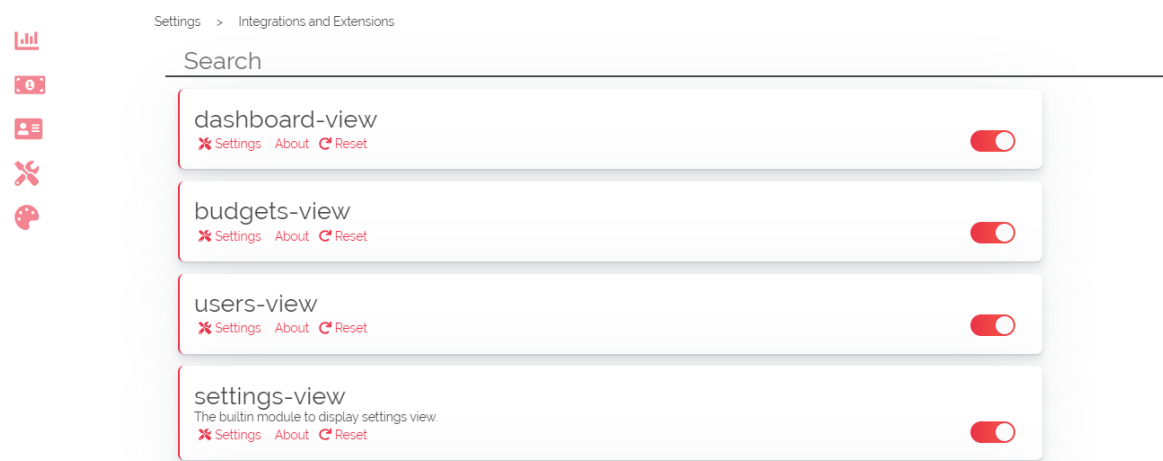 Settings > Integrations and Extensions
Search
dashboard-view
Settings About Reset
budgets-view
Settings About Reset
users-view
Settings About Reset
settings-view
The builtin module to display settings view.
Settings About Reset